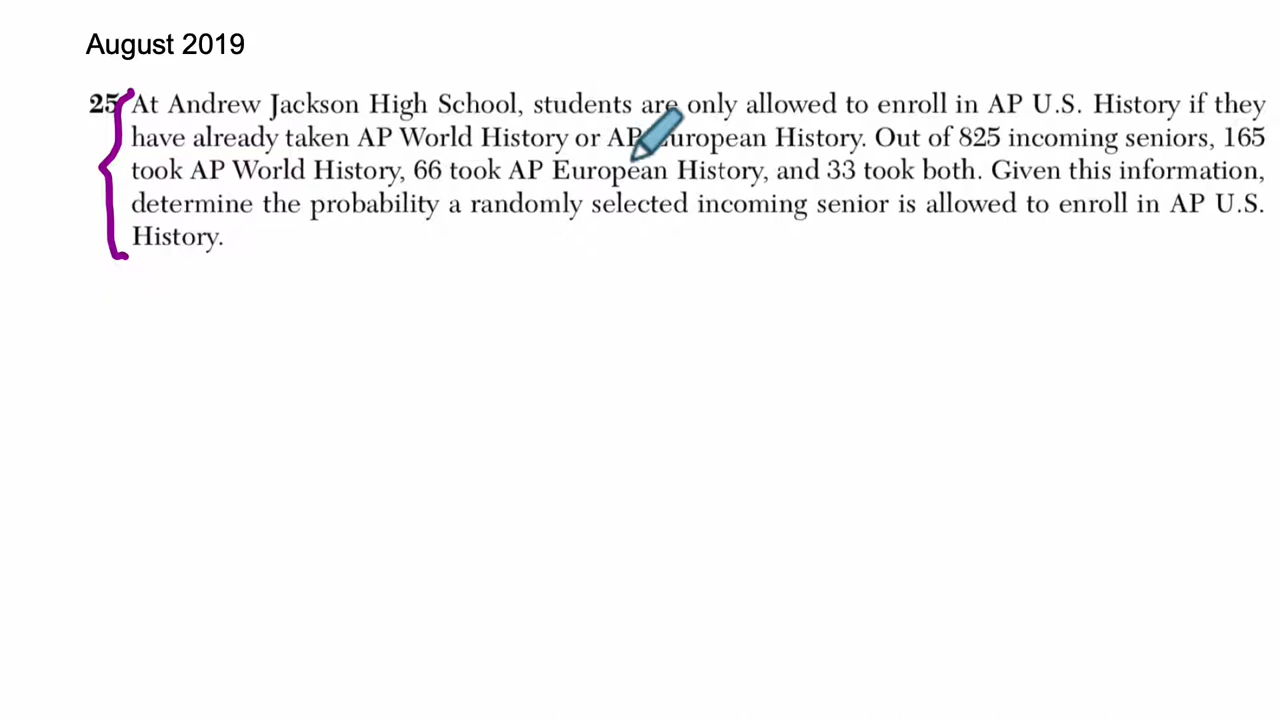 August 2019
25 At Andrew Jackson High School, students are only allowed to enroll in AP U.S. History if they
have already taken AP World History or AP European History. Out of 825 incoming seniors, 165
took AP World History, 66 took AP European History, and 33 took both. Given this information,
determine the probability a randomly selected incoming senior is allowed to enroll in AP U.S.
History.